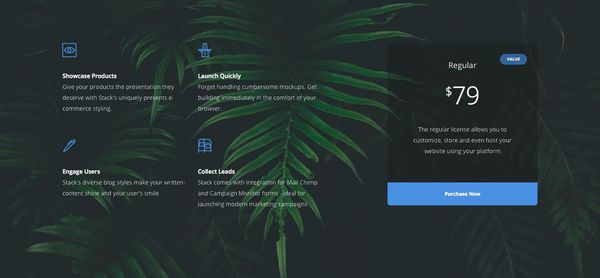 Showcase Products
Give your products the presentation they
deserve with Stack's uniquely presents e-
commerce styling.
Launch Quickly
Forget handling cumbersome mockups. Get
building immediately in the comfort of your
browser.
Engage Users
Stack's diverse blog styles make your written-
content shine and your user's smile
Collect Leads
Stack comes with integration for Mail Chimp
and Campaign Monitor forms - ideal for
launching modern marketing campaigns
VALUE
Regular
$79
The regular license allows you to
customize, store and even host your
website using your platform
Purchase Now